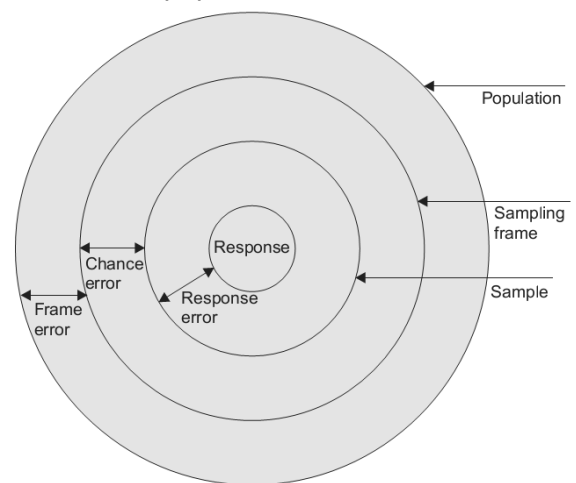 Population
Sampling
frame
Response
Chance
error
Response
error
Sample
Frame
error